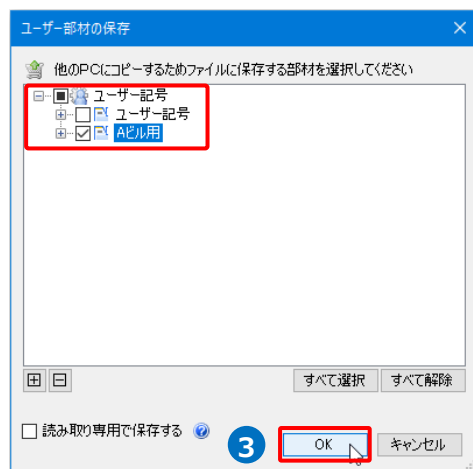 ユーザー部材の保存
他のPCにコピーするためファイルに保存する部材を選択してください
ユーザー記号
ユーザー記号
Aビル用
すべて選択 すべて解除
読み取り専用で保存する
3 OK キャンセル